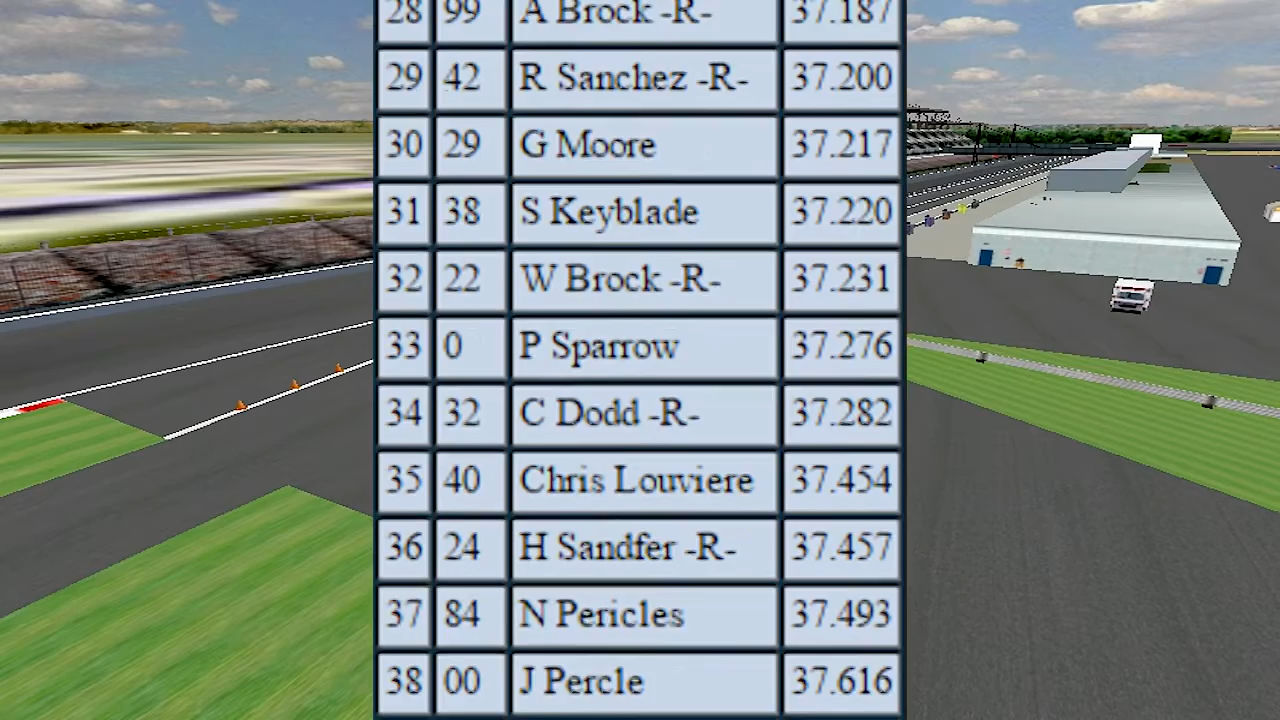 28 99 A Brock -R- 37.187
29 42 R Sanchez -R- 37.200
30 29 G Moore 37.217
31 38 S Keyblade 37.220
32 22 W Brock -R- 37.231
33 0 P Sparrow 37.276
34 32 C Dodd -R- 37.282
35 40 Chris Louviere 37.454
36 24 H Sandfer -R- 37.457
37 84 N Pericles 37.493
38 00 J Percle 37.616